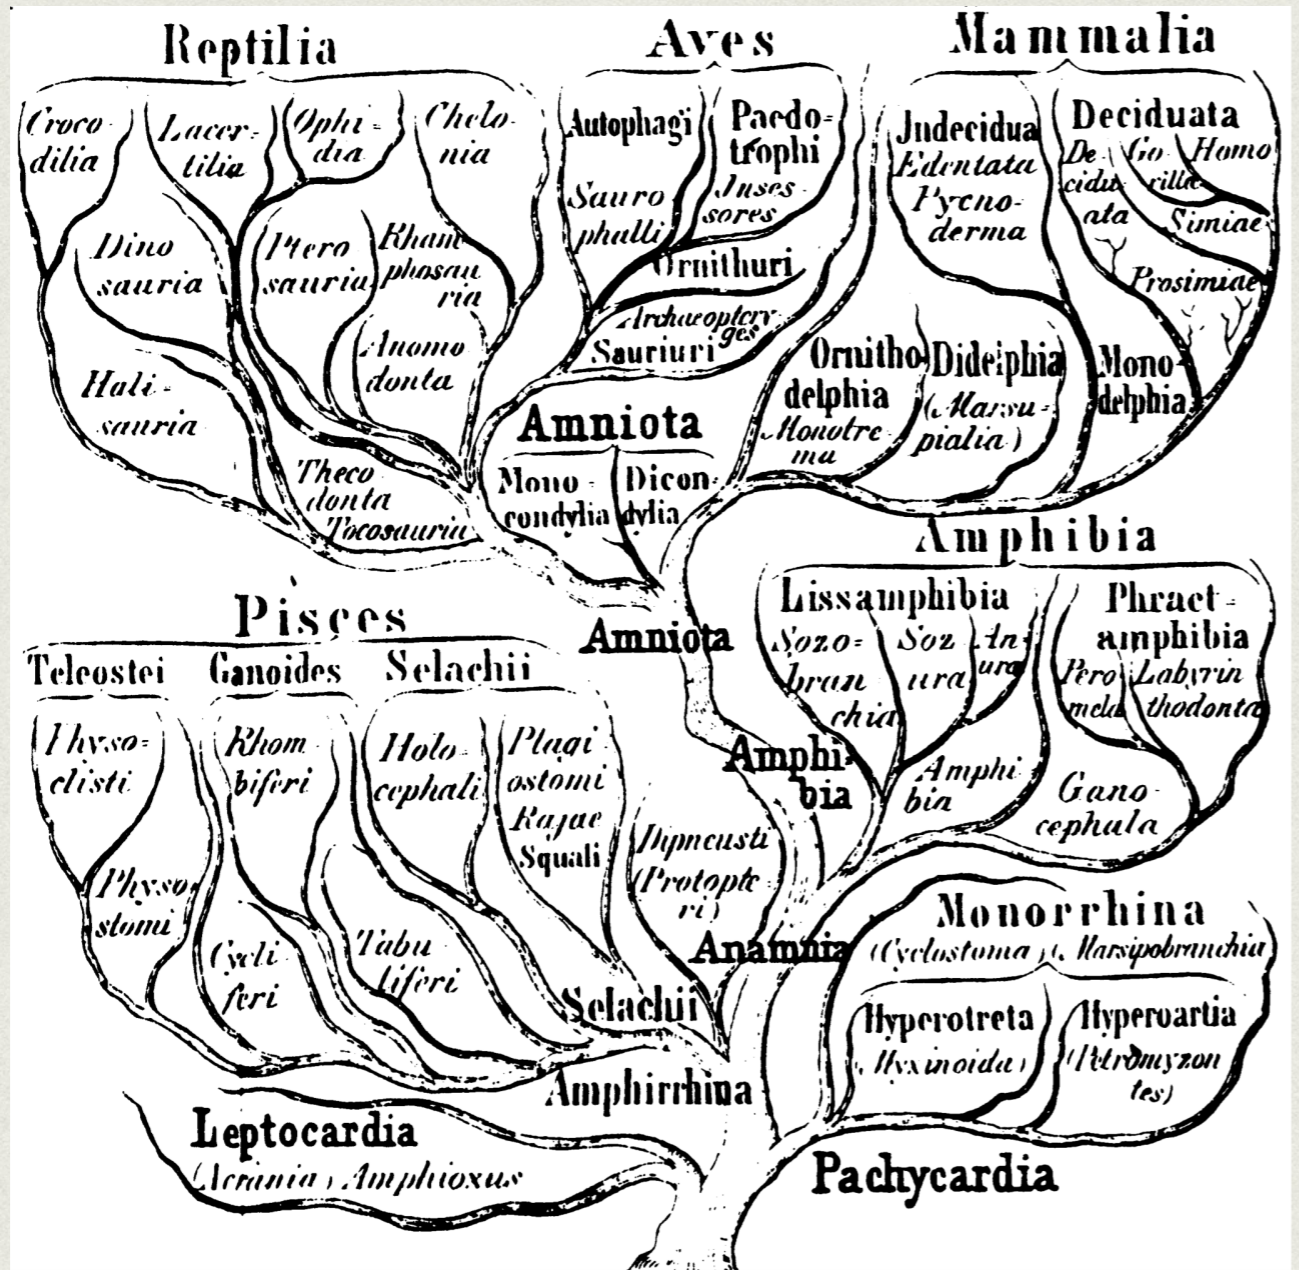 Reptilia
Aves
Mammalia
Croco-
dilia
Lacer-
tilia
Ophi-
dia
Chelo-
nia
Autophagi
Paedo-
trophi
Indecidua
Edentata
Pycno-
derma
Deciduata
De-
cidu
ata
Go-
rilla
Homo
Simiae
Prosimiae
Sauro
phalli
Inses-
sores
Ornithuri
Archaeoptery-
ges
Sauriuri
Dino
sauria
Ptero
sauria
Rham
phosau
ria
Anomo
donta
Hali-
sauria
Theco
donta
Tocosauria
Ornitho
delphia
Monotre-
ma
Didelphia
(Marsu-
pialia)
Mono-
delphia
Amniota
Mono-
condylia
Dicon-
dylia
Amniota
Amphibia
Lissamphibia
Phract-
amphibia
Sozo-
bran
chia
Soz
ura
An-
ura
Pero
mela
Labyrin
thodonta
Amphi
bia
Gano-
cephala
Amphi-
bia
Pisces
Teleostei
Ganoides
Selachii
Physo-
clisti
Rhom
biferi
Holo-
cephali
Plagi
ostomi
Rajae
Squali
Dipneusti
(Protopte
ri)
Physo
stomi
Cycli-
feri
Tabu
liferi
Selachii
Anamnia
Monorrhina
(Cyclostoma, Marsipobranchia)
Hyperotreta
(Myxinoida)
Hyperoartia
(Petromyzon
tes)
Amphirrhina
Leptocardia
(Acrania, Amphioxus
Pachycardia